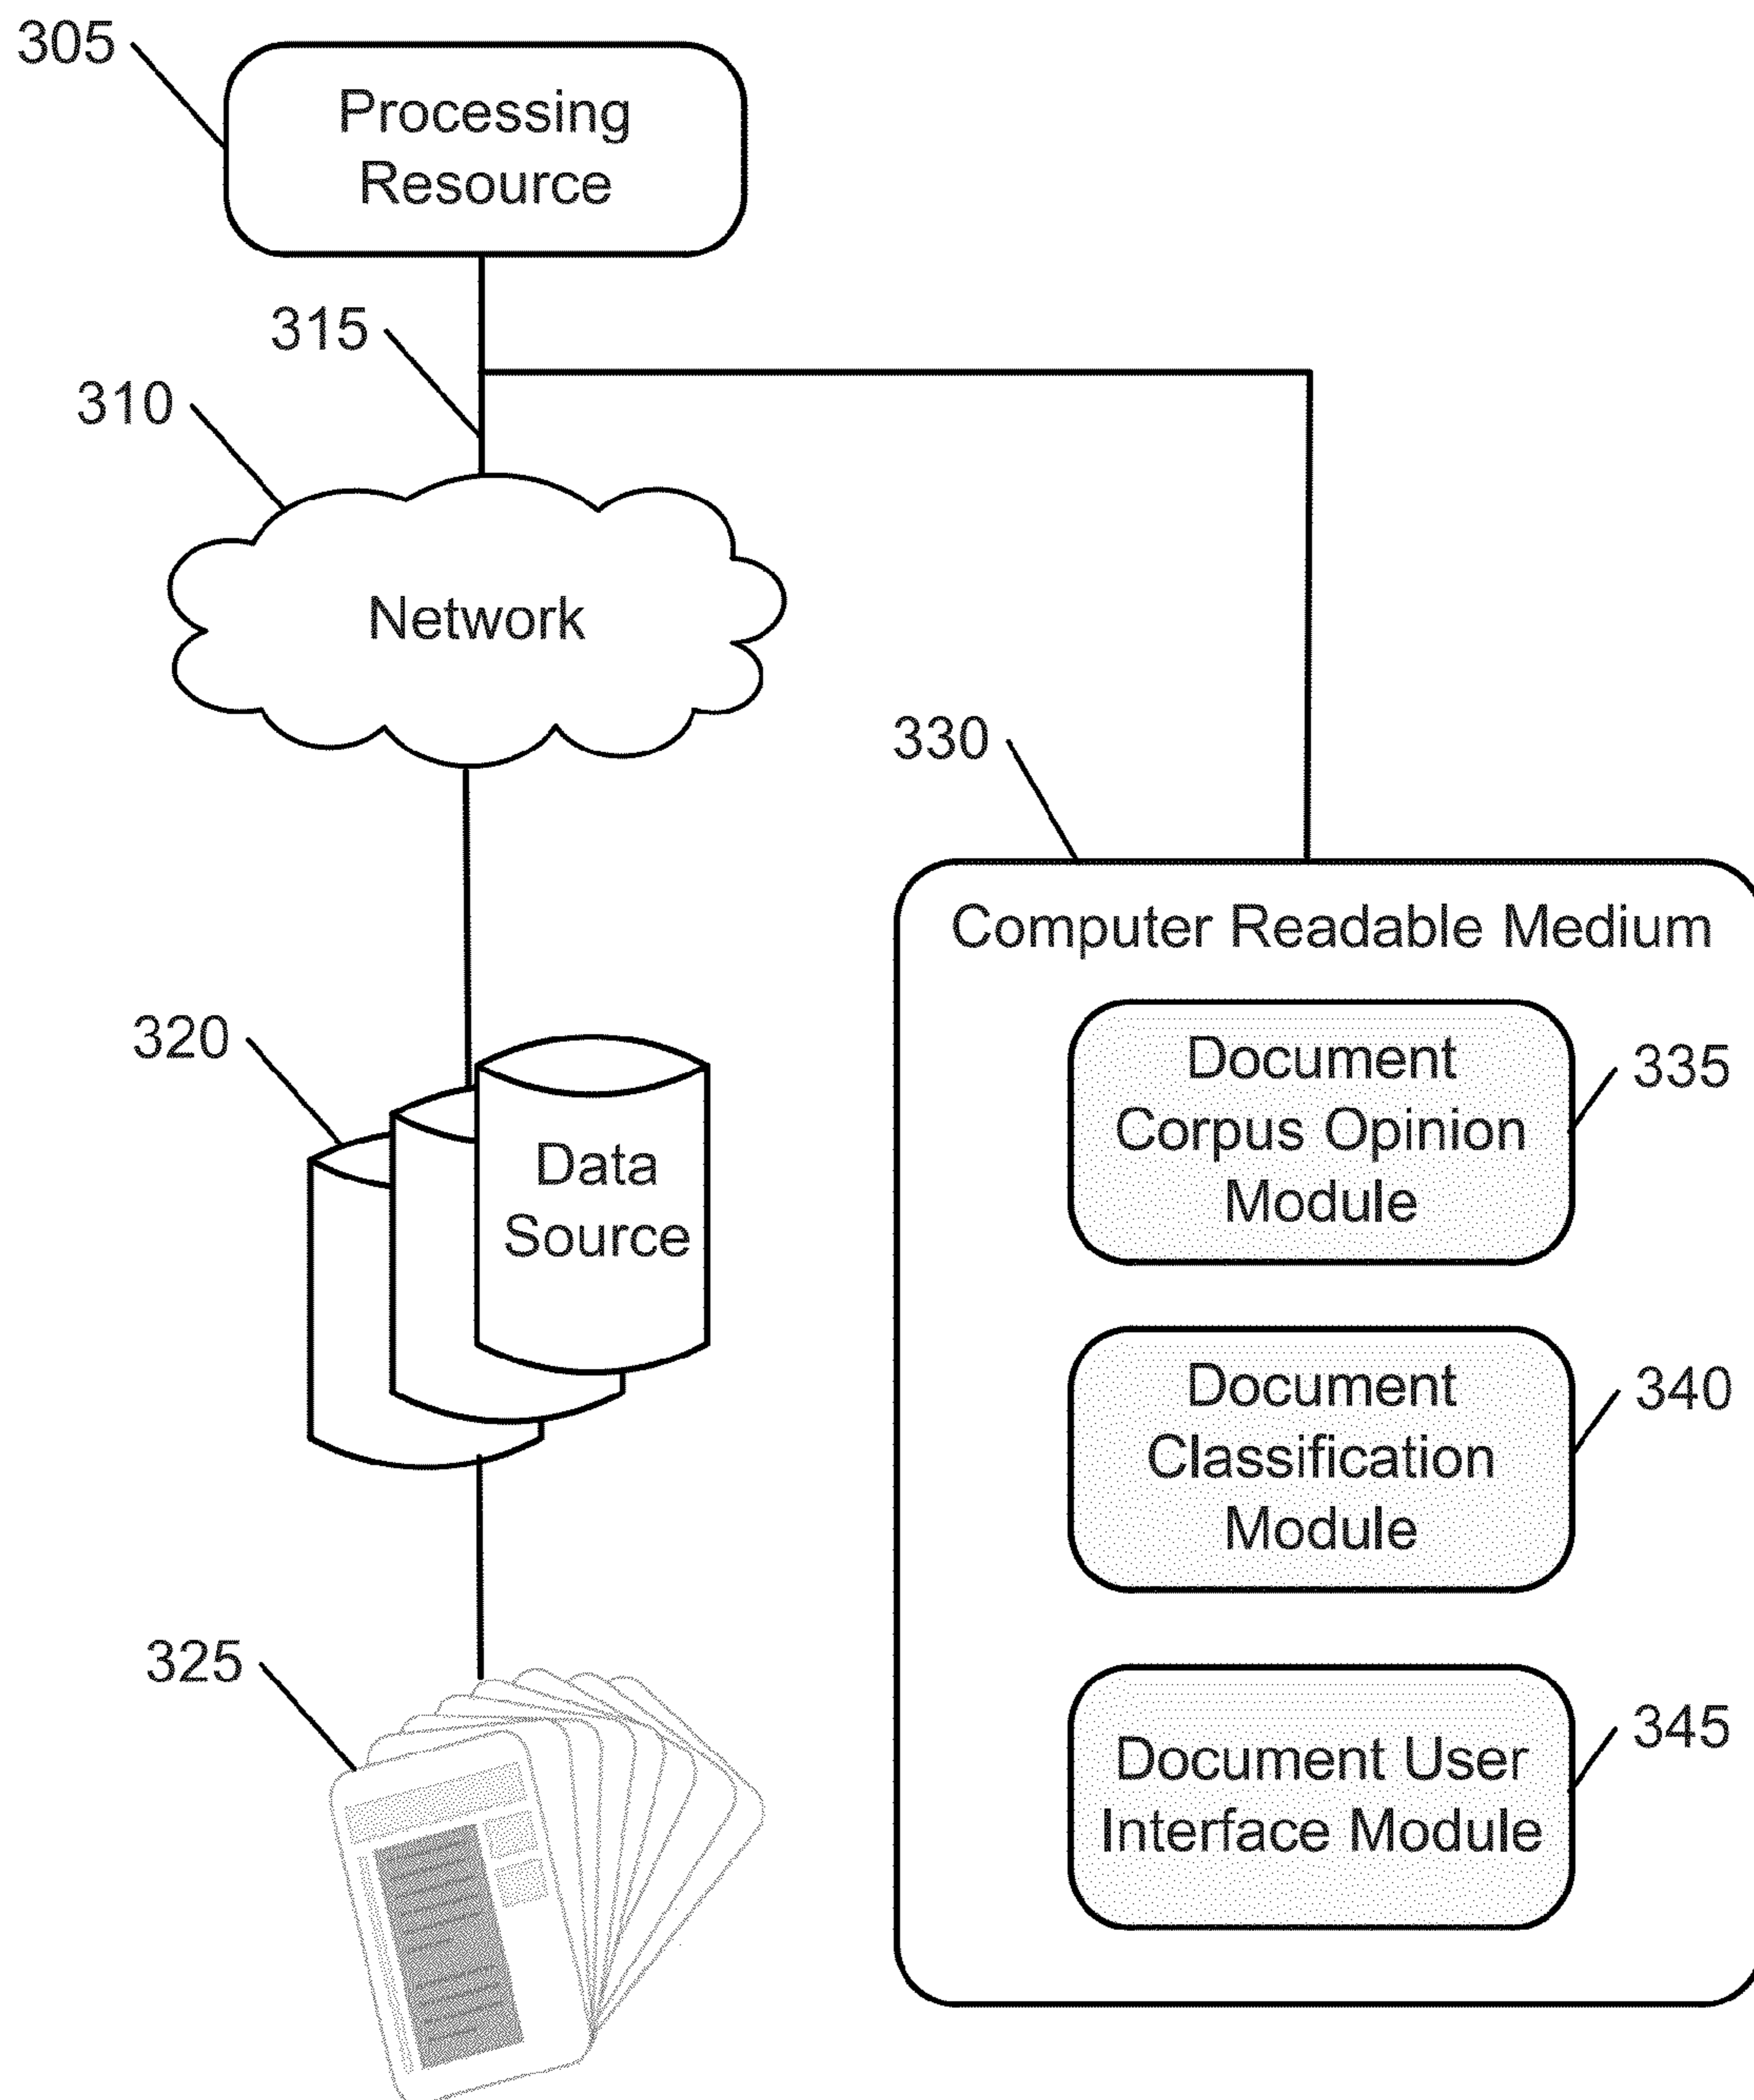 305
Processing
Resource
315
310
Network
330
Computer Readable Medium
320
Data
Source
Document
Corpus Opinion
Module
335
Document
Classification
Module
340
325
Document User
Interface Module
345